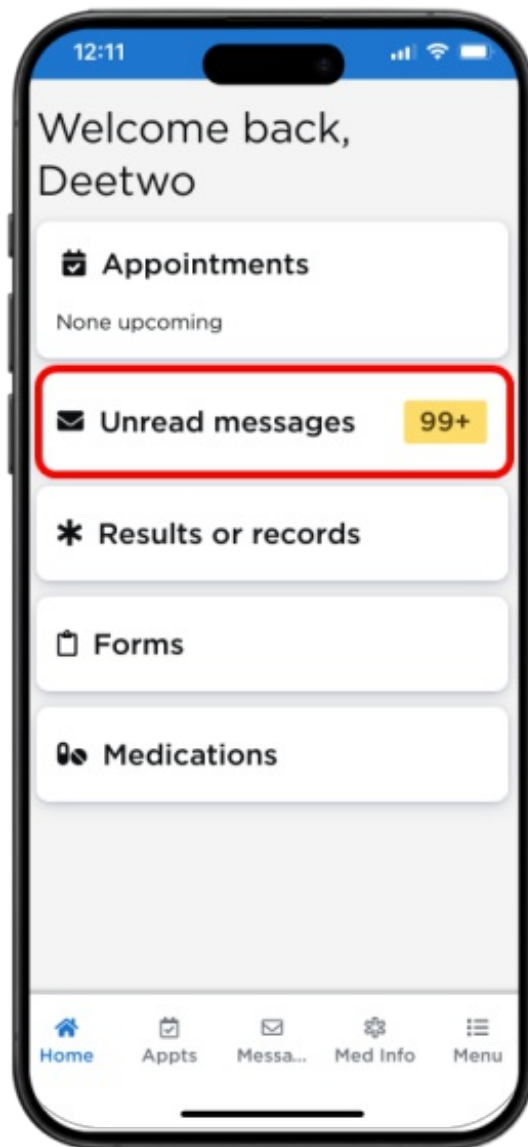 12:11
Welcome back,
Deetwo
Appointments
None upcoming
Unread messages 99+
Results or records
Forms
Medications
Home Appts Messa... Med Info Menu